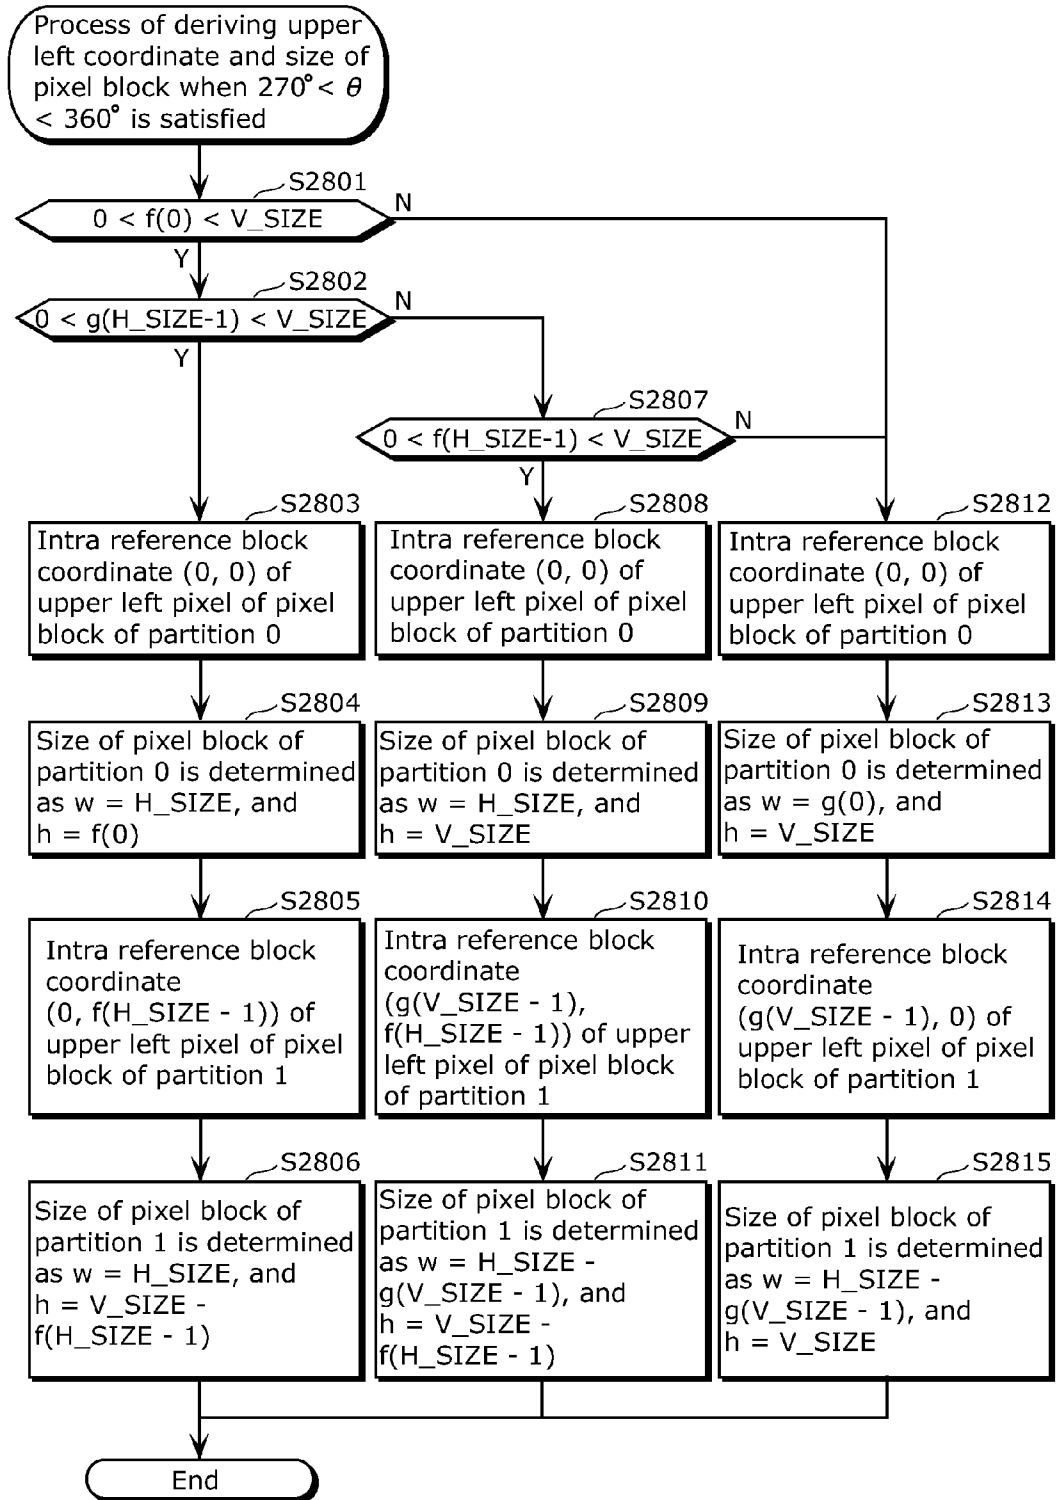 Process of deriving upper
left coordinate and size of
pixel block when 270° < θ
< 360° is satisfied
S2801
0 < f(0) < V_SIZE
N
Y
S2802
0 < g(H_SIZE-1) < V_SIZE
N
Y
S2807
0 < f(H_SIZE-1) < V_SIZE
N
Y
S2803
Intra reference block
coordinate (0, 0) of
upper left pixel of pixel
block of partition 0
S2804
Size of pixel block of
partition 0 is determined
as w = H_SIZE, and
h = f(0)
S2805
Intra reference block
coordinate
(0, f(H_SIZE - 1)) of
upper left pixel of pixel
block of partition 1
S2806
Size of pixel block of
partition 1 is determined
as w = H_SIZE, and
h = V_SIZE -
f(H_SIZE - 1)
S2808
Intra reference block
coordinate (0, 0) of
upper left pixel of pixel
block of partition 0
S2809
Size of pixel block of
partition 0 is determined
as w = H_SIZE, and
h = V_SIZE
S2810
Intra reference block
coordinate
(g(V_SIZE - 1),
f(H_SIZE - 1)) of upper
left pixel of pixel block
of partition 1
S2811
Size of pixel block of
partition 1 is determined
as w = H_SIZE -
g(V_SIZE - 1), and
h = V_SIZE -
f(H_SIZE - 1)
S2812
Intra reference block
coordinate (0, 0) of
upper left pixel of pixel
block of partition 0
S2813
Size of pixel block of
partition 0 is determined
as w = g(0), and
h = V_SIZE
S2814
Intra reference block
coordinate
(g(V_SIZE - 1), 0) of
upper left pixel of pixel
block of partition 1
S2815
Size of pixel block of
partition 1 is determined
as w = H_SIZE -
g(V_SIZE - 1), and
h = V_SIZE
End